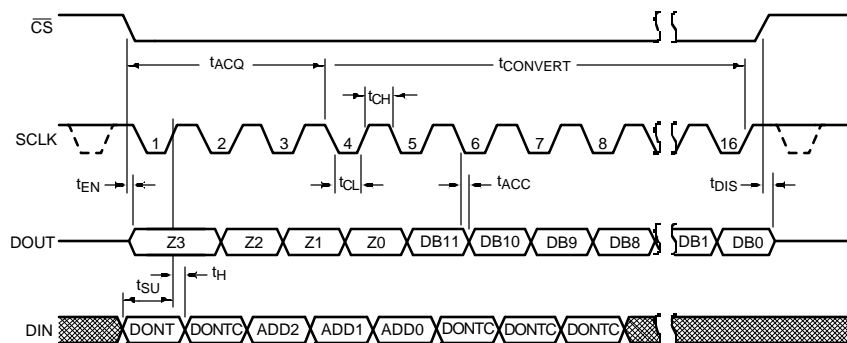 CS
tACQ
tCONVERT
tCH
SCLK
1 2 3 4 5 6 7 8 16
tEN
tCL
tACC
tDIS
DOUT
Z3 Z2 Z1 Z0 DB11 DB10 DB9 DB8 DB1 DB0
tSU
tH
DIN
DONT DONTC ADD2 ADD1 ADD0 DONTC DONTC DONTC